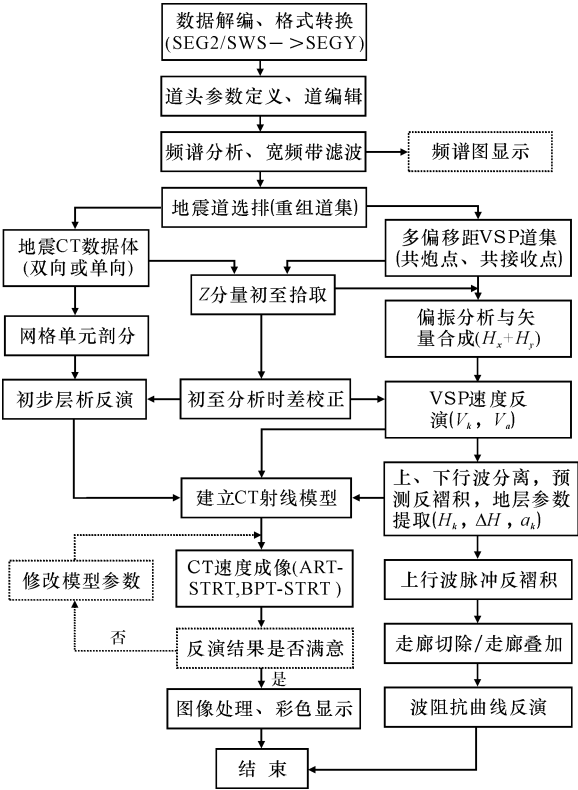 数据解编、格式转换
(SEG2/SWS－>SEGY)
道头参数定义、道编辑
频谱分析、宽频带滤波
频谱图显示
地震道选排(重组道集)
地震CT数据体
(双向或单向)
多偏移距VSP道集
(共炮点、共接收点)
Z分量初至拾取
网格单元剖分
偏振分析与矢
量合成(Hx+Hy)
初步层析反演
初至分析时差校正
VSP速度反
演(Vk，Va)
建立CT射线模型
上、下行波分离，预
测反褶积，地层参数
提取(Hk，ΔH，ak)
修改模型参数
CT速度成像(ART-
STRT,BPT-STRT)
上行波脉冲反褶积
否
反演结果是否满意
走廊切除/走廊叠加
是
图像处理、彩色显示
波阻抗曲线反演
结 束